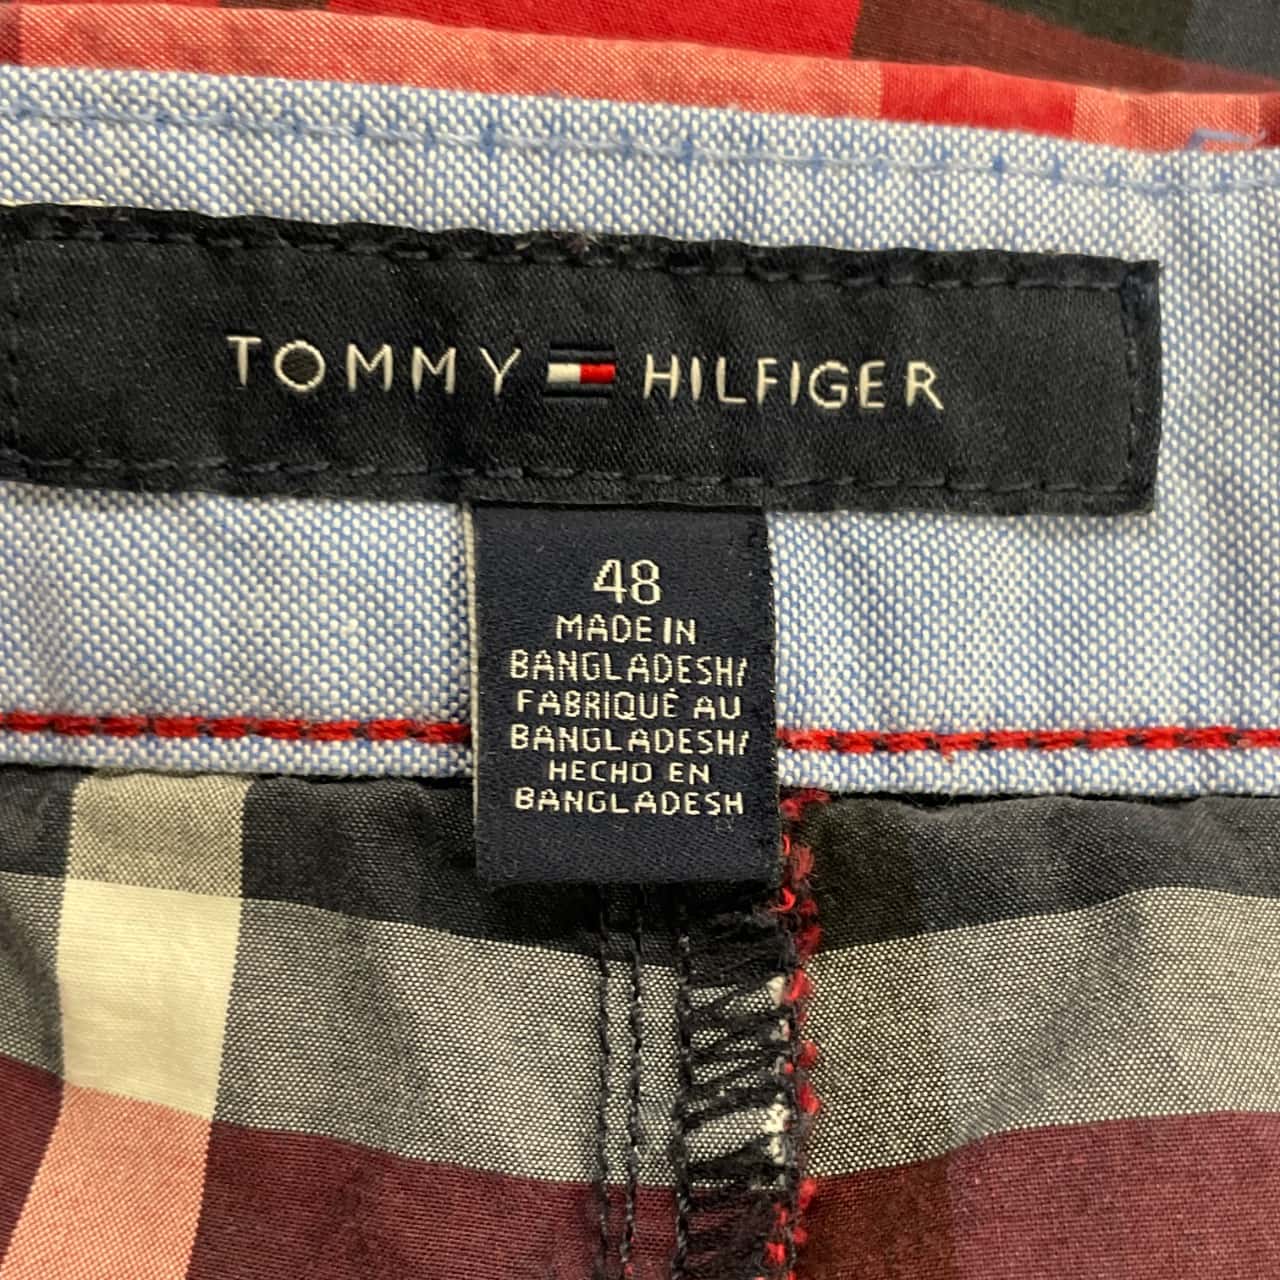 TOMMY HILFIGER
48
MADE IN
BANGLADESH/
FABRIQUÉ AU
BANGLADESH/
HECHO EN
BANGLADESH